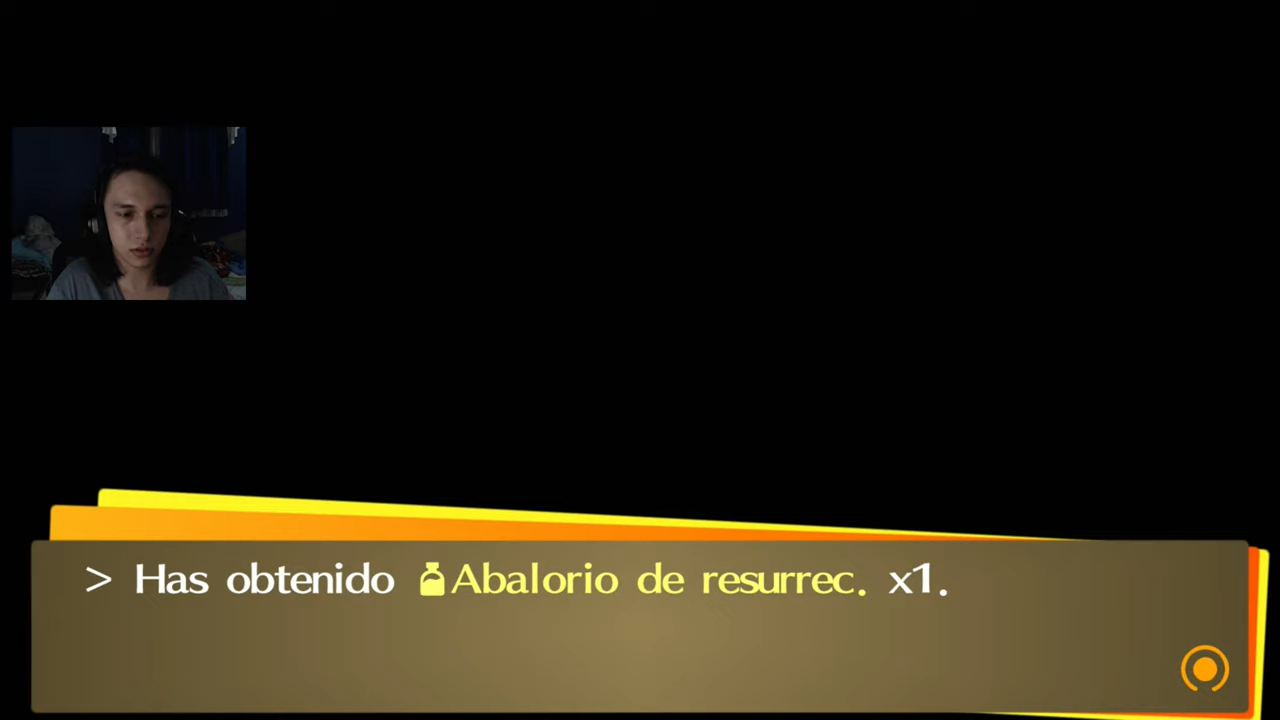 > Has obtenido Abalorio de resurrec. x1.